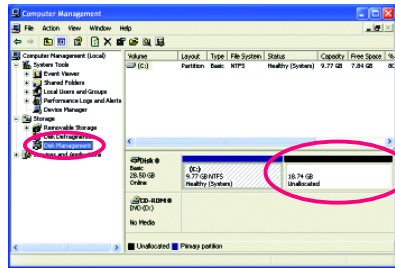 Computer Management
File Action View Window Help
Computer Management (Local)
System Tools
Event Viewer
Shared Folders
Local Users and Groups
Performance Logs and Alerts
Device Manager
Storage
Removable Storage
Disk Defragmenter
Disk Management
Services and Applications
Volume Layout Type File System Status Capacity Free Space %
(C:) Partition Basic NTFS Healthy (System) 9.77 GB 7.84 GB
Disk 0
Basic
28.50 GB
Online
(C:)
9.77 GB NTFS
Healthy (System)
18.74 GB
Unallocated
CD-ROM 0
DVD (D:)
No Media
Unallocated Primary partition